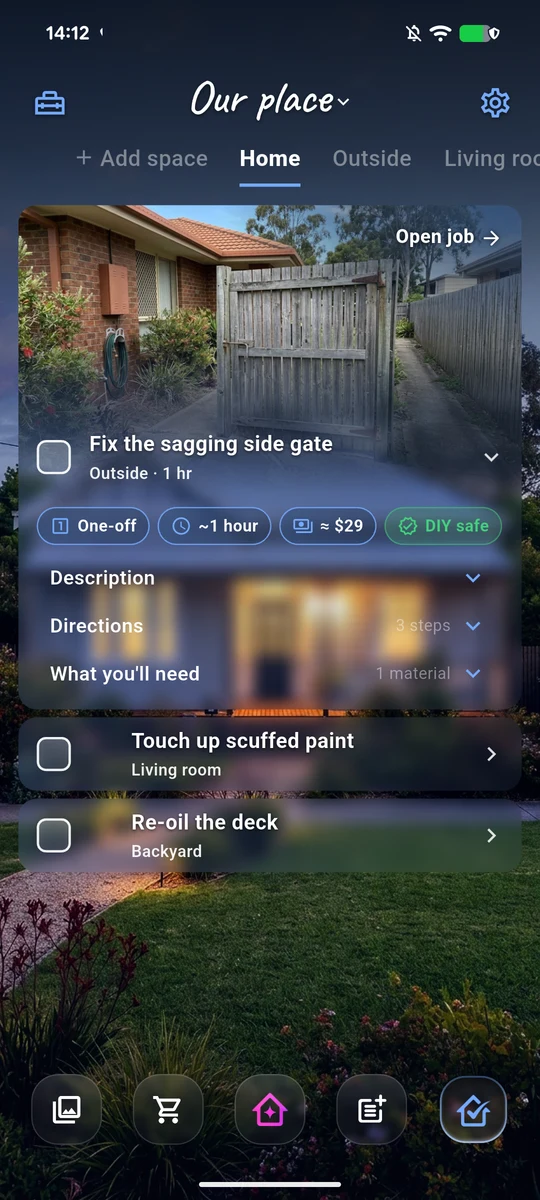 14:12
Our place
+ Add space
Home
Outside
Living roo
Open job →
Fix the sagging side gate
Outside · 1 hr
One-off
~1 hour
≈ $29
DIY safe
Description
Directions
3 steps
What you'll need
1 material
Touch up scuffed paint
Living room
Re-oil the deck
Backyard